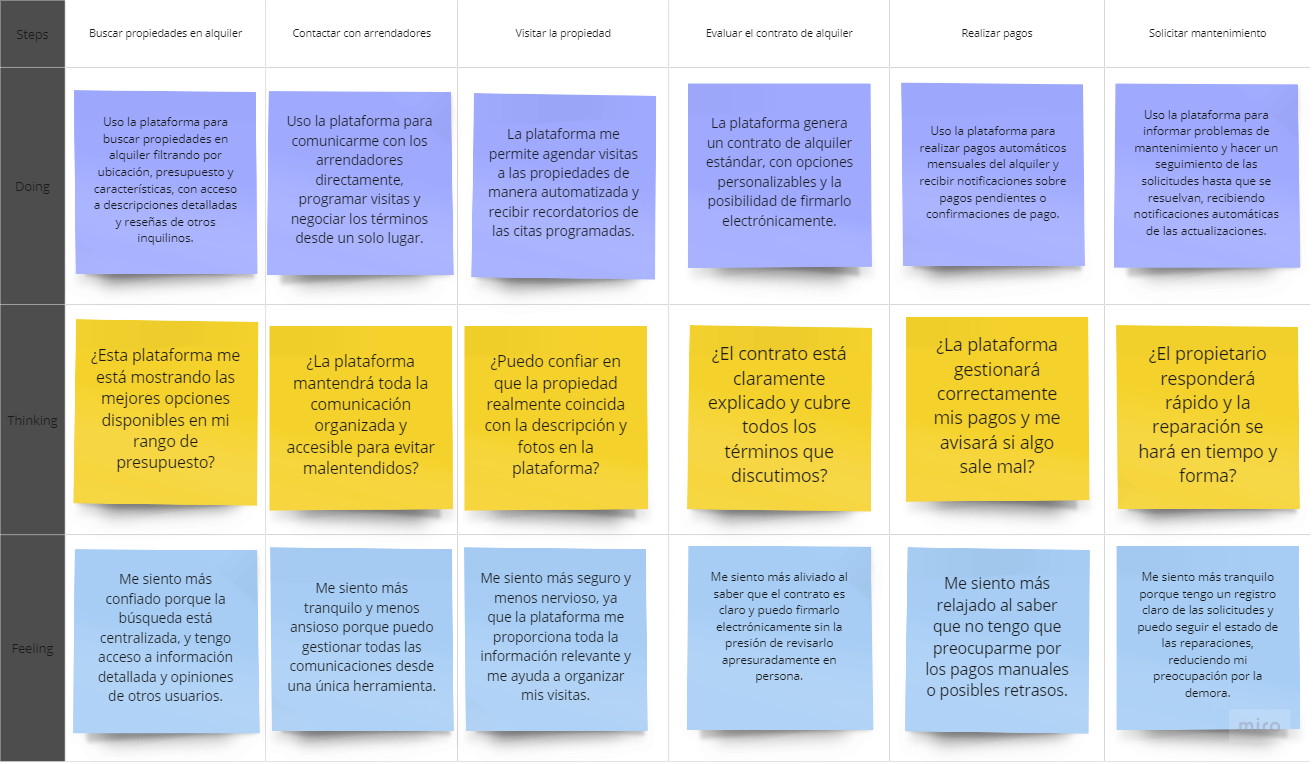 Steps
Buscar propiedades en alquiler
Contactar con arrendadores
Visitar la propiedad
Evaluar el contrato de alquiler
Realizar pagos
Solicitar mantenimiento
Doing
Uso la plataforma para
buscar propiedades en
alquiler filtrando por
ubicación, presupuesto y
características, con acceso
a descripciones detalladas
y reseñas de otros
inquilinos.
Uso la plataforma para
comunicarme con los
arrendadores
directamente,
programar visitas y
negociar los términos
desde un solo lugar.
La plataforma me
permite agendar visitas
a las propiedades de
manera automatizada y
recibir recordatorios de
las citas programadas.
La plataforma genera
un contrato de alquiler
estándar, con opciones
personalizables y la
posibilidad de firmarlo
electrónicamente.
Uso la plataforma para
realizar pagos automáticos
mensuales del alquiler y
recibir notificaciones sobre
pagos pendientes o
confirmaciones de pago.
Uso la plataforma para
informar problemas de
mantenimiento y hacer un
seguimiento de las
solicitudes hasta que se
resuelvan, recibiendo
notificaciones automáticas
de las actualizaciones.
Thinking
¿Esta plataforma me
está mostrando las
mejores opciones
disponibles en mi
rango de
presupuesto?
¿La plataforma
mantendrá toda la
comunicación
organizada y
accesible para evitar
malentendidos?
¿Puedo confiar en
que la propiedad
realmente coincida
con la descripción y
fotos en la
plataforma?
¿El contrato está
claramente
explicado y cubre
todos los
términos que
discutimos?
¿La plataforma
gestionará
correctamente
mis pagos y me
avisará si algo
sale mal?
¿El propietario
responderá
rápido y la
reparación se
hará en tiempo y
forma?
Feeling
Me siento más
confiado porque la
búsqueda está
centralizada, y tengo
acceso a información
detallada y opiniones
de otros usuarios.
Me siento más
tranquilo y menos
ansioso porque puedo
gestionar todas las
comunicaciones desde
una única herramienta.
Me siento más seguro y
menos nervioso, ya
que la plataforma me
proporciona toda la
información relevante y
me ayuda a organizar
mis visitas.
Me siento más aliviado al
saber que el contrato es
claro y puedo firmarlo
electrónicamente sin la
presión de revisarlo
apresuradamente en
persona.
Me siento más
relajado al saber
que no tengo que
preocuparme por
los pagos manuales
o posibles retrasos.
Me siento más tranquilo
porque tengo un registro
claro de las solicitudes y
puedo seguir el estado de
las reparaciones,
reduciendo mi
preocupación por la
demora.
miro